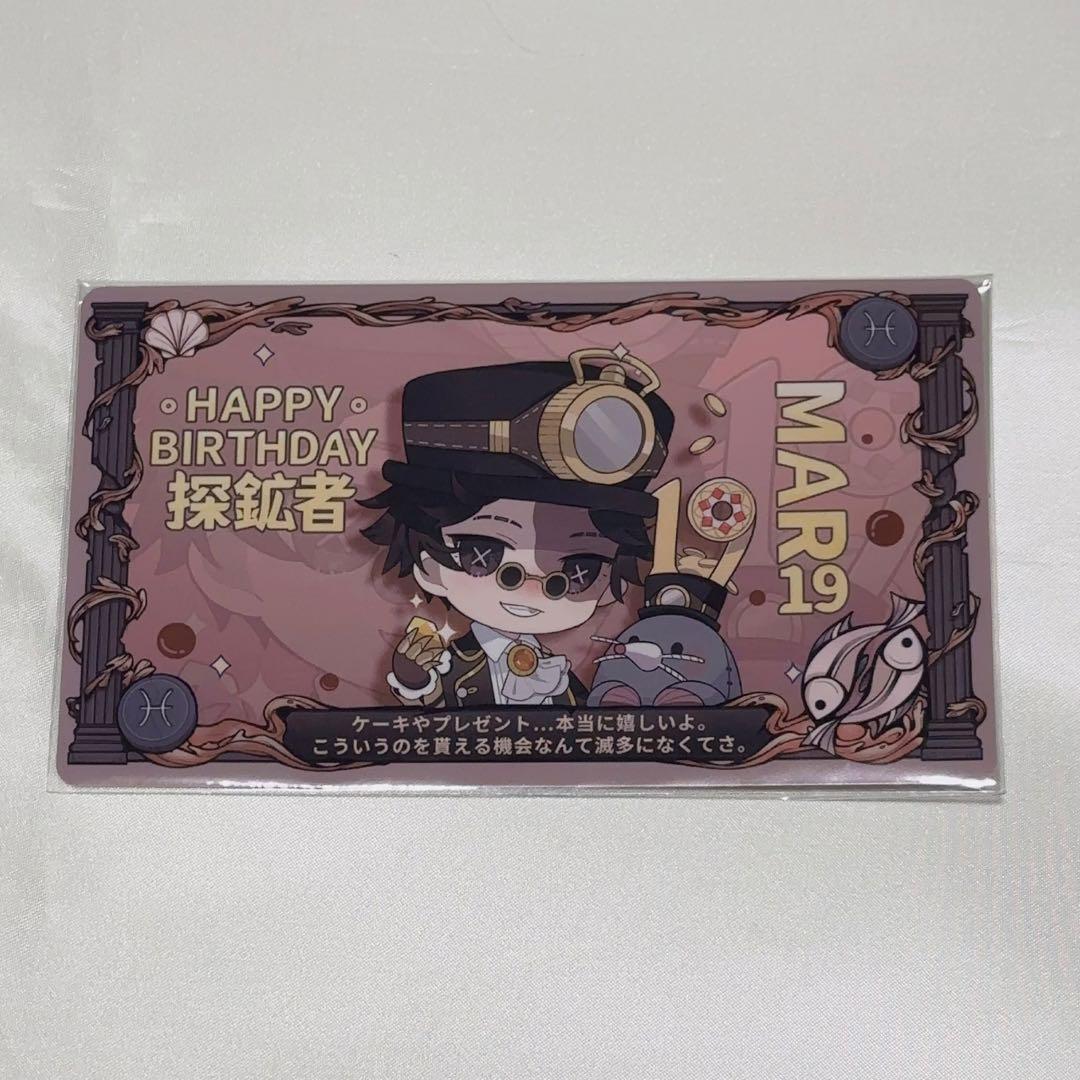 HAPPY
BIRTHDAY
探鉱者
MAR 19
ケーキやプレゼント...本当に嬉しいよ。
こういうのを貰える機会なんて滅多になくてさ。